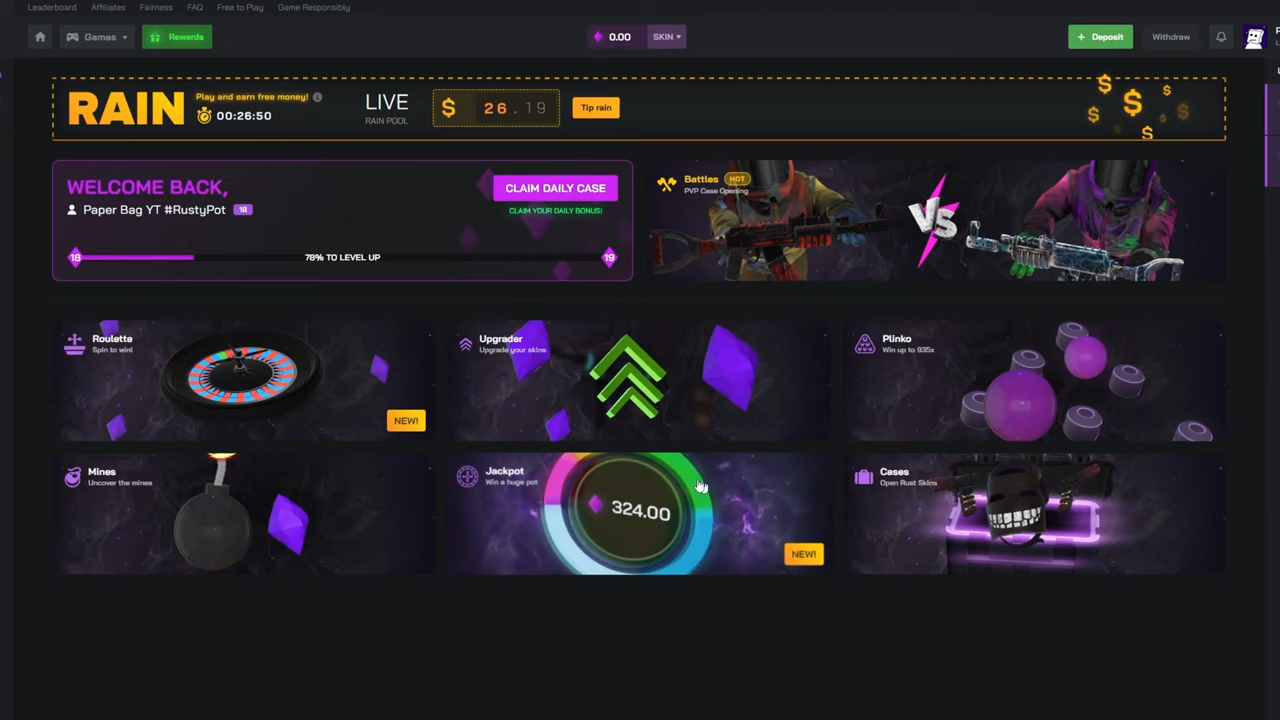 Leaderboard Affiliates Fairness FAQ Free to Play Game Responsibly
Games Rewards 0.00 SKIN + Deposit Withdraw
RAIN Play and earn free money! 00:26:50 LIVE RAIN POOL $ 26.19 Tip rain
WELCOME BACK,
CLAIM DAILY CASE
Paper Bag YT #RustyPot 19
CLAIM YOUR DAILY BONUS!
18 78% TO LEVEL UP 19
Battles HOT
PVP Case Opening
VS
Roulette
Spin to win!
NEW!
Upgrader
Upgrade your skins
Plinko
Win up to 935x
Mines
Uncover the mines
Jackpot
Win a huge pot
324.00
NEW!
Cases
Open Rust Skins